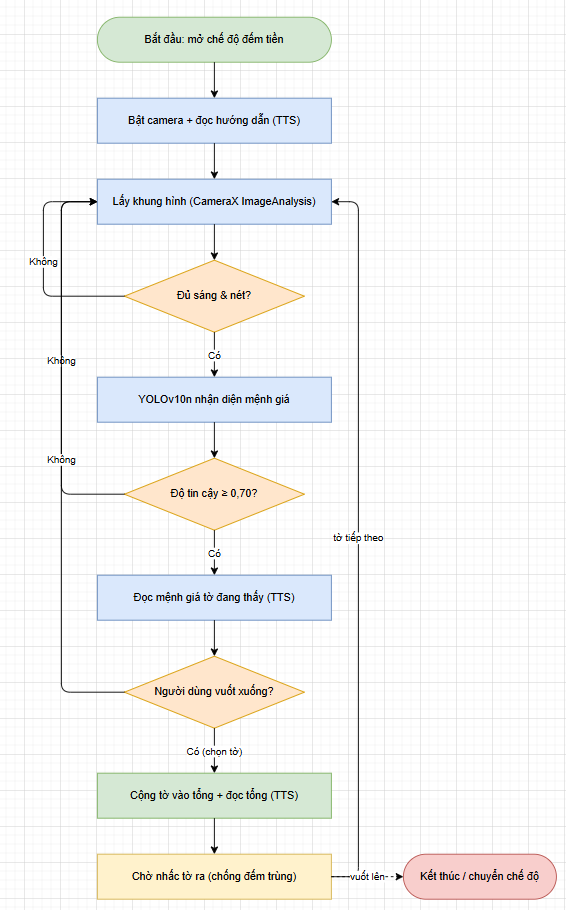 Bắt đầu: mở chế độ đếm tiền
Bật camera + đọc hướng dẫn (TTS)
Lấy khung hình (CameraX ImageAnalysis)
Không
Đủ sáng & nét?
Có
Không
YOLOv10n nhận diện mệnh giá
Không
Độ tin cậy ≥ 0,70?
tờ tiếp theo
Có
Đọc mệnh giá tờ đang thấy (TTS)
Người dùng vuốt xuống?
Có (chọn tờ)
Cộng tờ vào tổng + đọc tổng (TTS)
Chờ nhấc tờ ra (chống đếm trùng)
vuốt lên
Kết thúc / chuyển chế độ